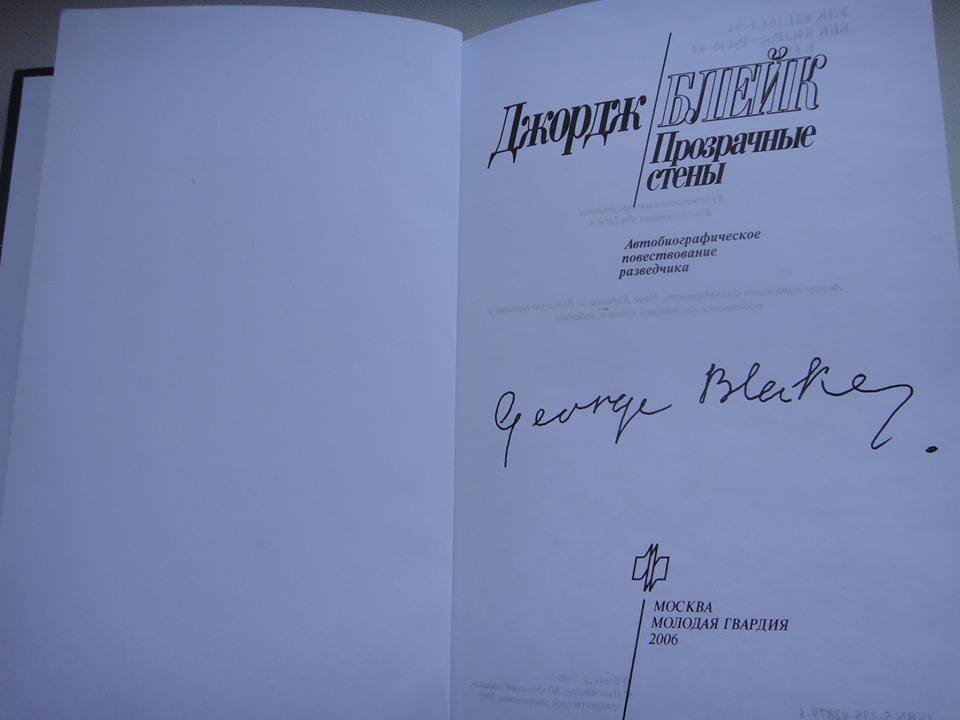 Джордж БЛЕЙК
Прозрачные
стены
Автобиографическое
повествование
разведчика
George Blake
МОСКВА
МОЛОДАЯ ГВАРДИЯ
2006